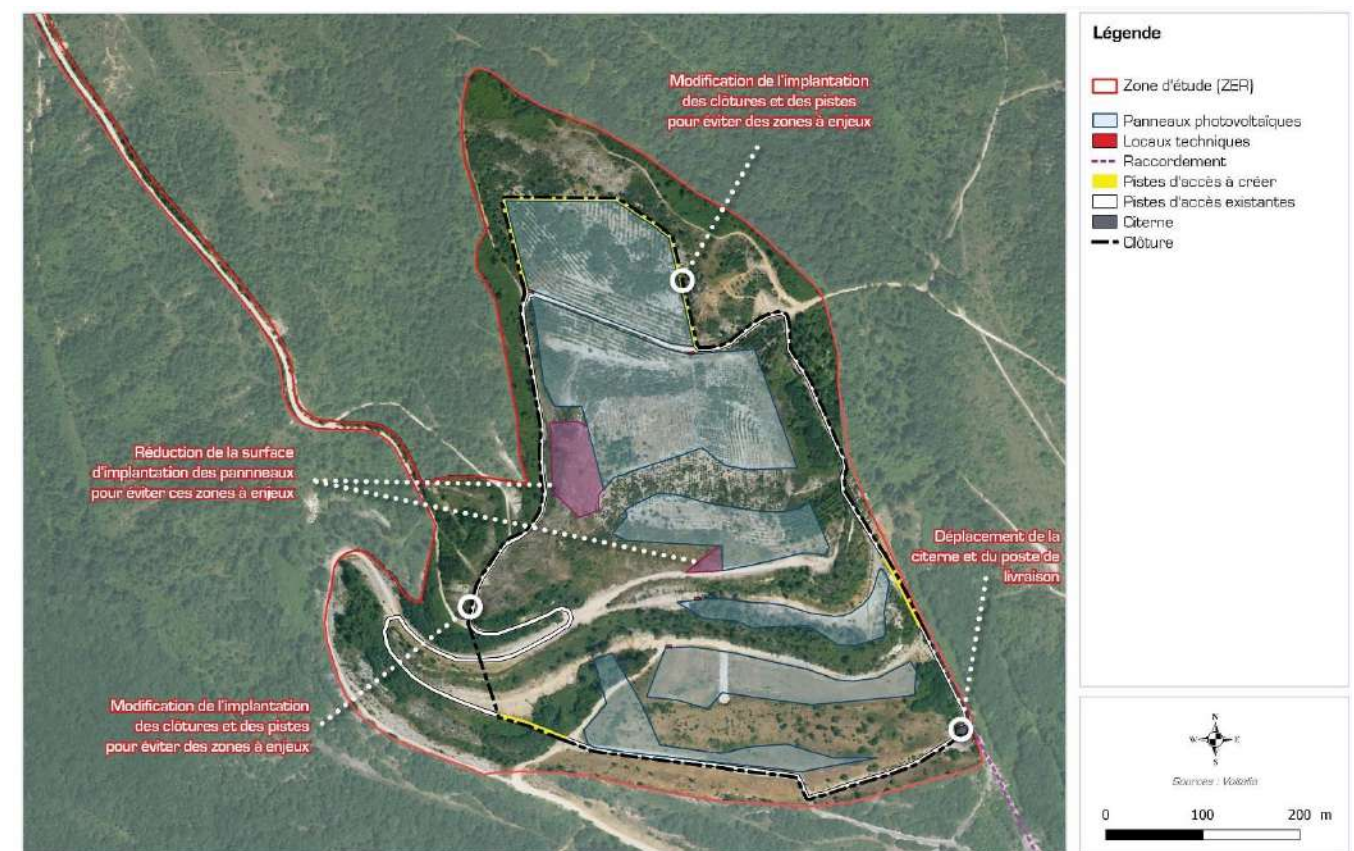 Modification de l'implantation
des clôtures et des pistes
pour éviter des zones à enjeux
Réduction de la surface
d'implantation des pannneaux
pour éviter ces zones à enjeux
Déplacement de la
citerne et du poste de
livraison
Modification de l'implantation
des clôtures et des pistes
pour éviter des zones à enjeux
Légende
Zone d'étude (ZER)
Panneaux photovoltaïques
Locaux techniques
Raccordement
Pistes d'accès à créer
Pistes d'accès existantes
Citerne
Clôture
N
W E
S
Sources : Voltalia
0 100 200 m